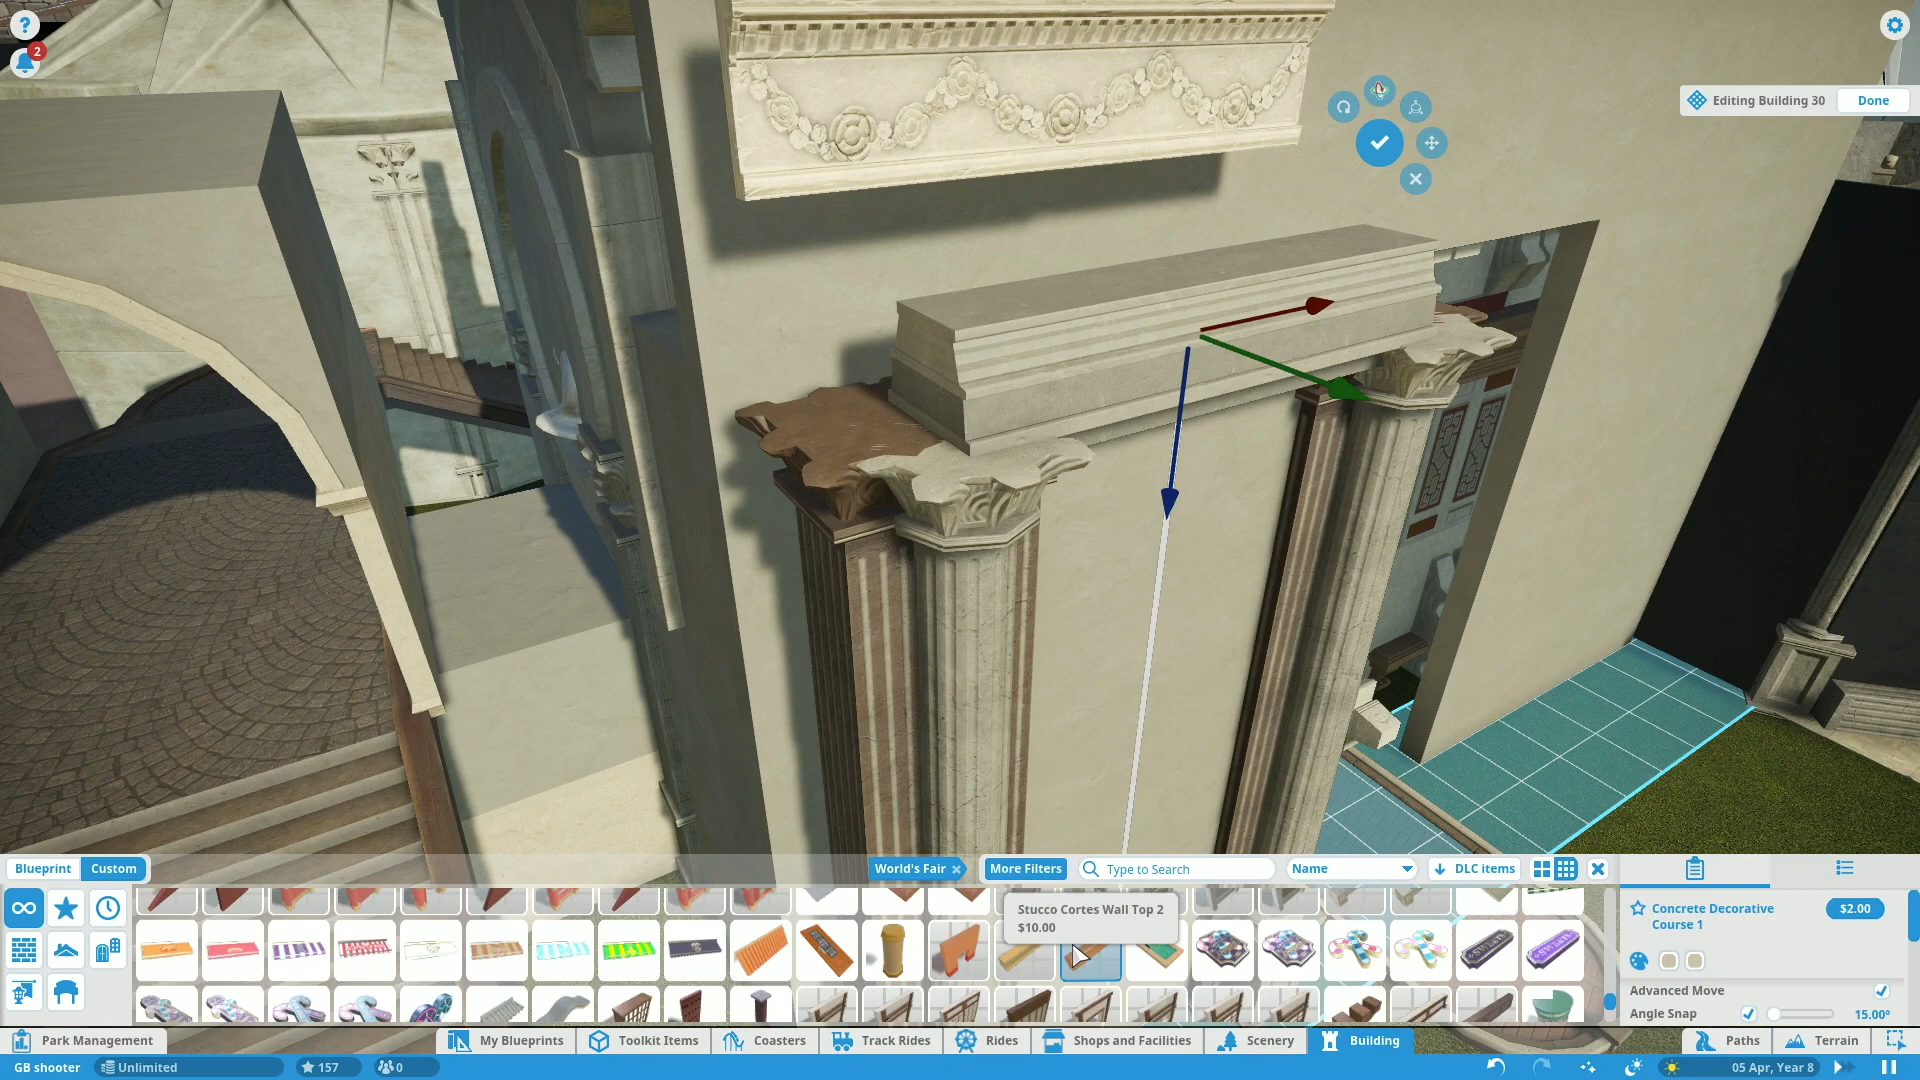 ?
2
Editing Building 30
Done
Blueprint
Custom
World's Fair
More Filters
Type to Search
Name
DLC items
Stucco Cortes Wall Top 2
$10.00
Concrete Decorative
Course 1
$2.00
Advanced Move
Angle Snap
15.00°
Park Management
My Blueprints
Toolkit Items
Coasters
Track Rides
Rides
Shops and Facilities
Scenery
Building
Paths
Terrain
GB shooter
Unlimited
157
0
05 Apr, Year 8